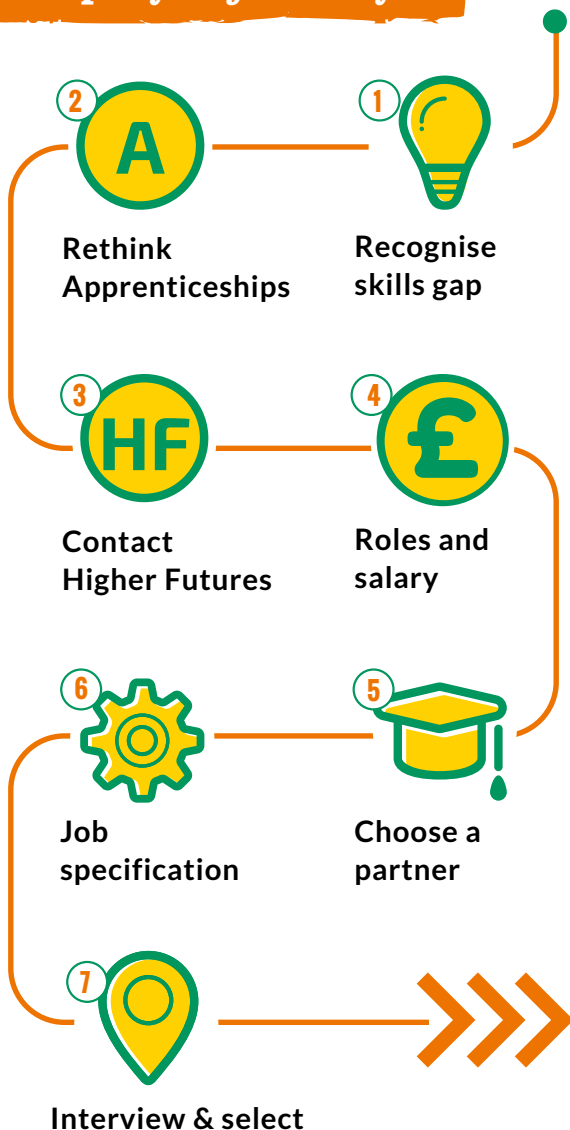 1
Recognise
skills gap
2
A
Rethink
Apprenticeships
3
HF
Contact
Higher Futures
4
£
Roles and
salary
5
Choose a
partner
6
Job
specification
7
Interview & select